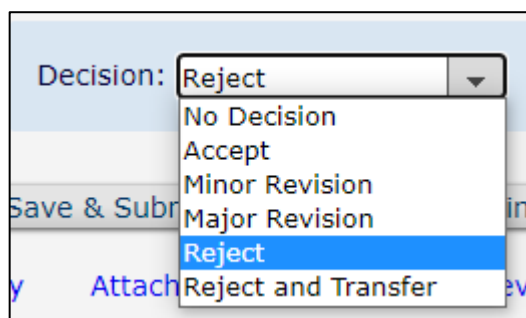 Decision: Reject
No Decision
Accept
Minor Revision
Save & Subr
Major Revision
Reject
Attach
Reject and Transfer